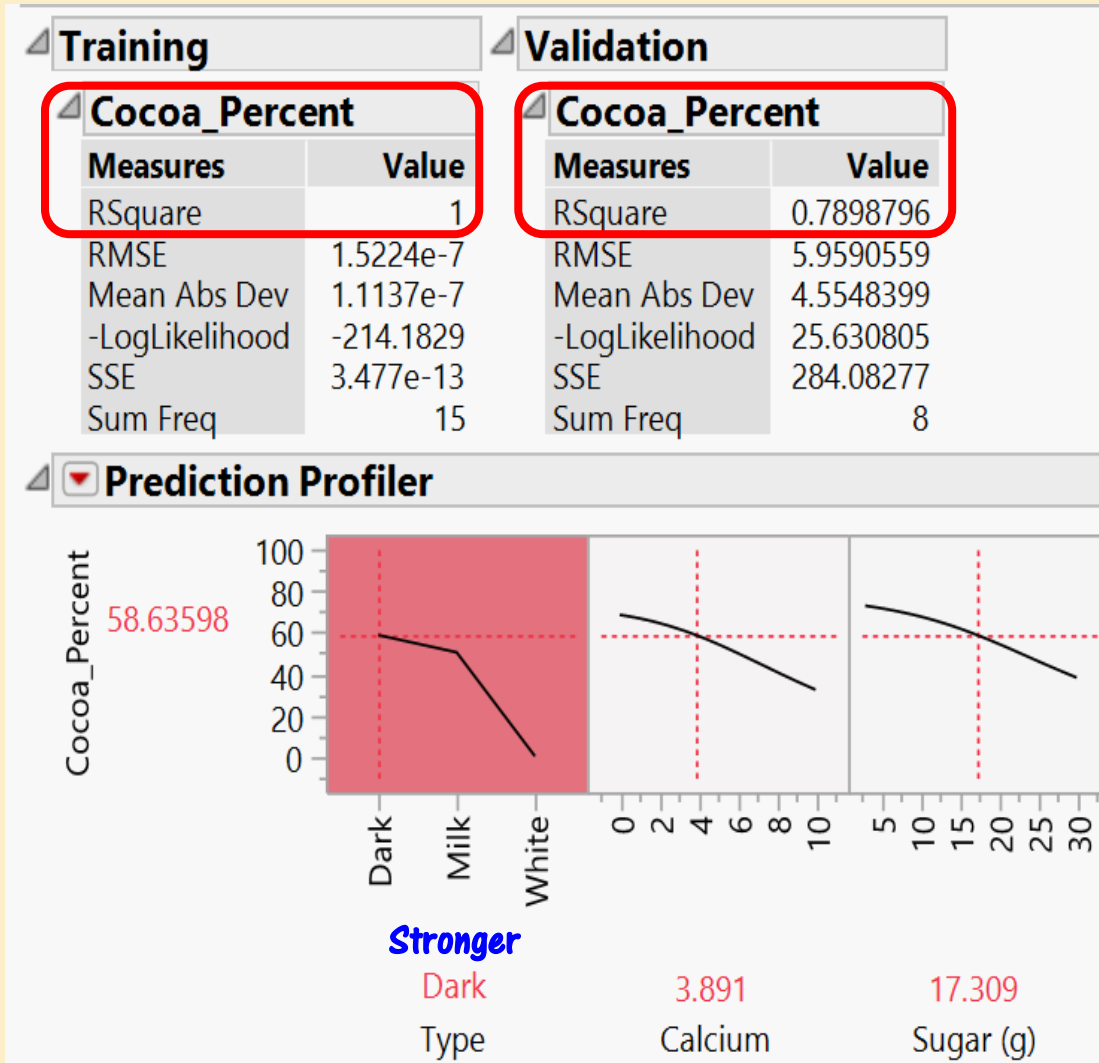 Training Validation
Cocoa_Percent Cocoa_Percent
Measures Value Measures Value
RSquare 1 RSquare 0.7898796
RMSE 1.5224e-7 RMSE 5.9590559
Mean Abs Dev 1.1137e-7 Mean Abs Dev 4.5548399
-LogLikelihood -214.1829 -LogLikelihood 25.630805
SSE 3.477e-13 SSE 284.08277
Sum Freq 15 Sum Freq 8
Prediction Profiler
Cocoa_Percent
58.63598
100
80
60
40
20
0
Dark Milk White 0 2 4 6 8 10 5 10 15 20 25 30
Stronger
Dark 3.891 17.309
Type Calcium Sugar (g)